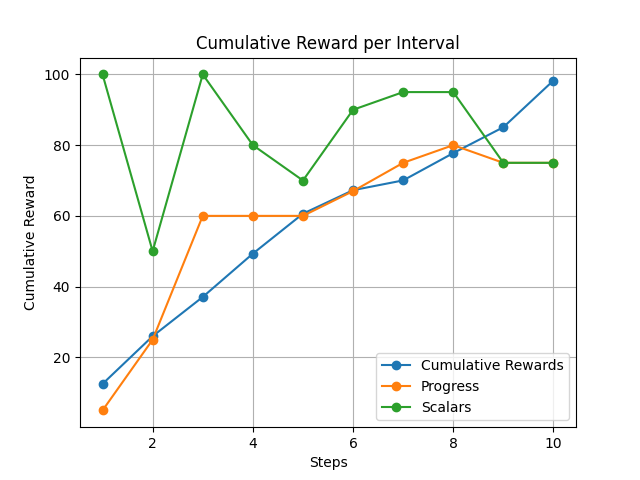 Cumulative Reward per Interval
Cumulative Reward
100
80
60
40
20
2
4
6
8
10
Steps
Cumulative Rewards
Progress
Scalars